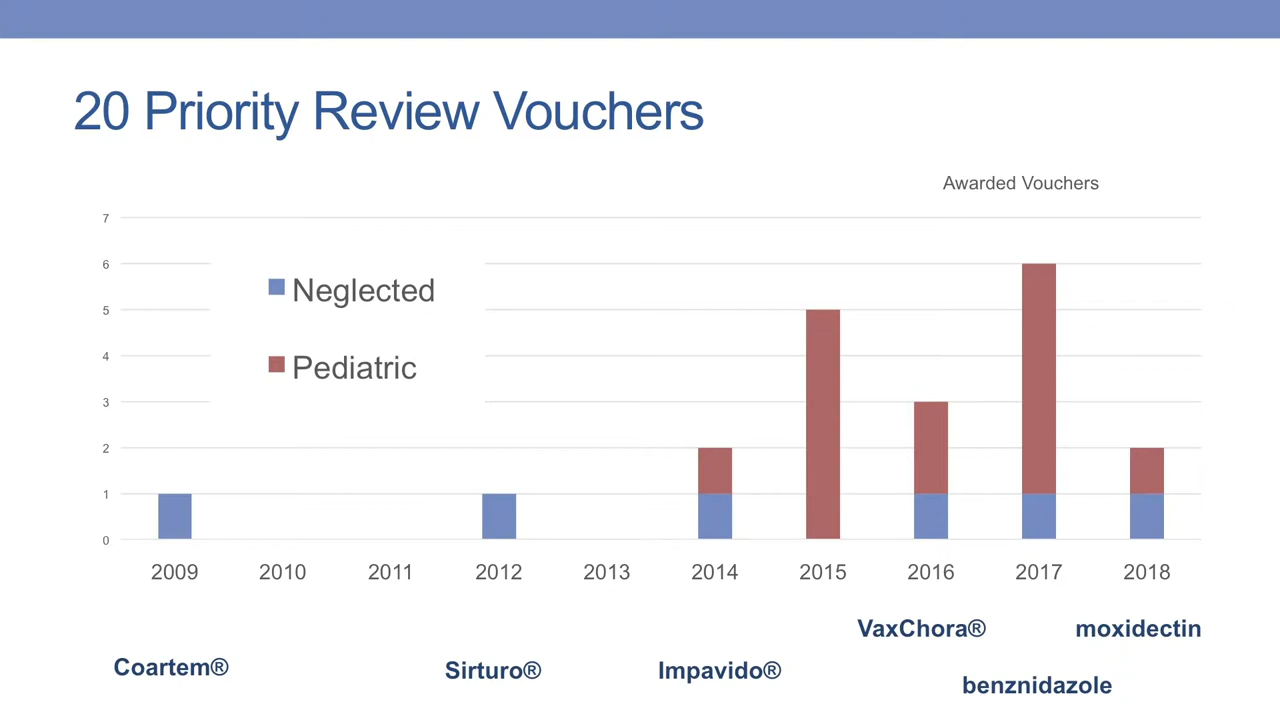 20 Priority Review Vouchers
Awarded Vouchers
7
6
5
4
3
2
1
0
Neglected
Pediatric
2009 2010 2011 2012 2013 2014 2015 2016 2017 2018
VaxChora® moxidectin
Coartem® Sirturo® Impavido®
benznidazole